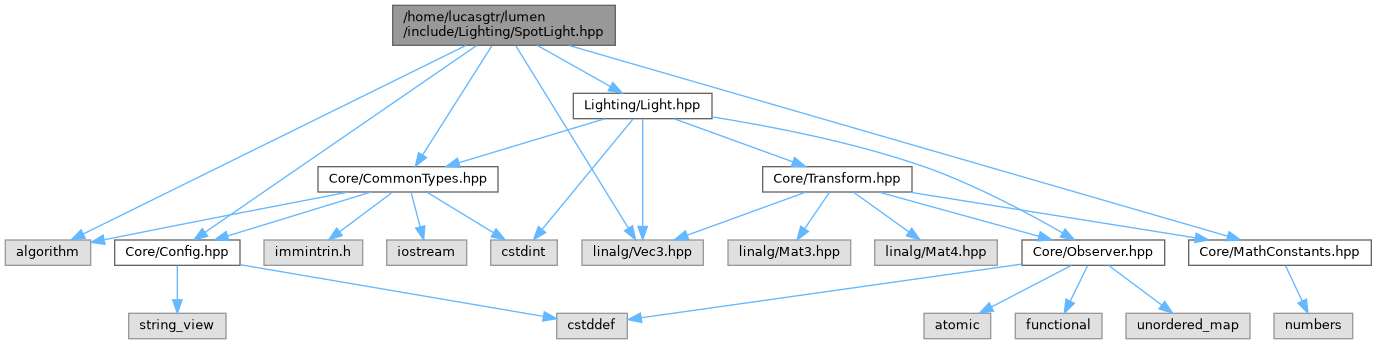 /home/lucasgtr/lumen
/include/Lighting/SpotLight.hpp
Lighting/Light.hpp
Core/CommonTypes.hpp
Core/Transform.hpp
algorithm
Core/Config.hpp
immintrin.h
iostream
cstdint
linalg/Vec3.hpp
linalg/Mat3.hpp
linalg/Mat4.hpp
Core/Observer.hpp
Core/MathConstants.hpp
string_view
cstddef
atomic
functional
unordered_map
numbers